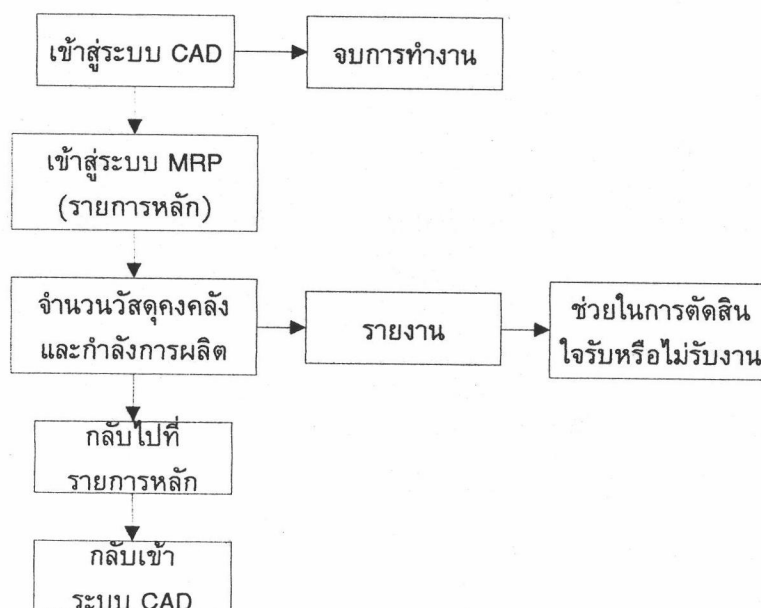 เข้าสู่ระบบ CAD
จบการทำงาน
เข้าสู่ระบบ MRP
(รายการหลัก)
จำนวนวัสดุคงคลัง
และกำลังการผลิต
รายงาน
ช่วยในการตัดสิน
ใจรับหรือไม่รับงาน
กลับไปที่
รายการหลัก
กลับเข้า
ระบบ CAD